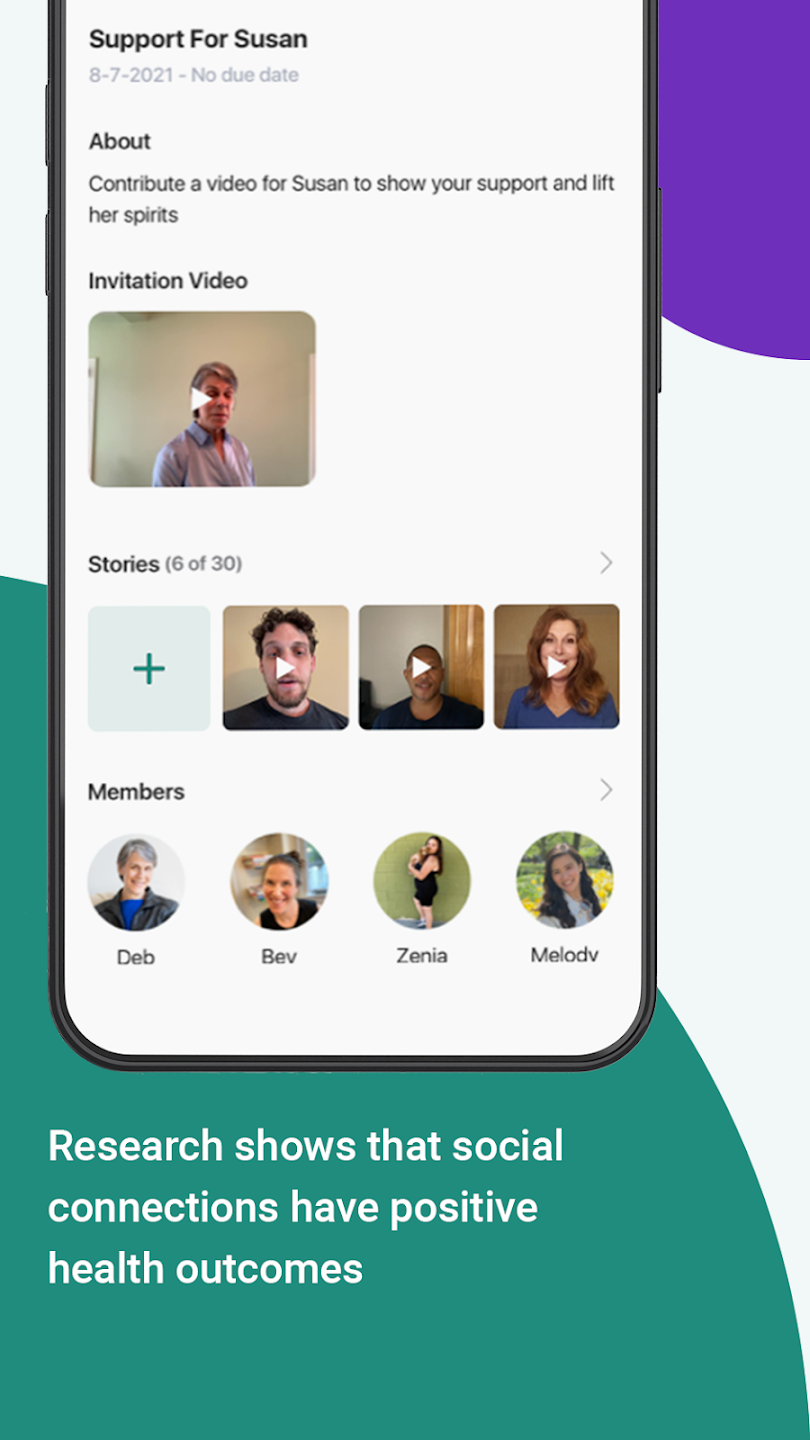 Support For Susan
8-7-2021 - No due date
About
Contribute a video for Susan to show your support and lift
her spirits
Invitation Video
Stories (6 of 30)
Members
Deb
Bev
Zenia
Melody
Research shows that social
connections have positive
health outcomes